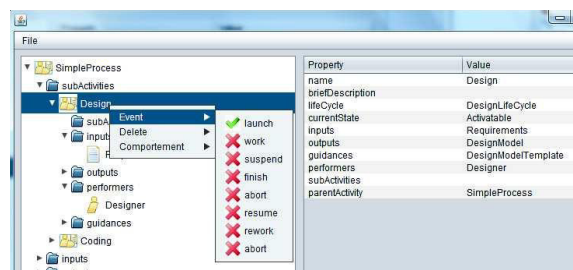 File
SimpleProcess
subActivities
Design
subA
inputs
outputs
performers
Designer
guidances
Coding
inputs
Event
Delete
Comportement
launch
work
suspend
finish
abort
resume
rework
abort
Property Value
name Design
briefDescription
lifeCycle DesignLifeCycle
currentState Activatable
inputs Requirements
outputs DesignModel
guidances DesignModelTemplate
performers Designer
subActivities
parentActivity SimpleProcess